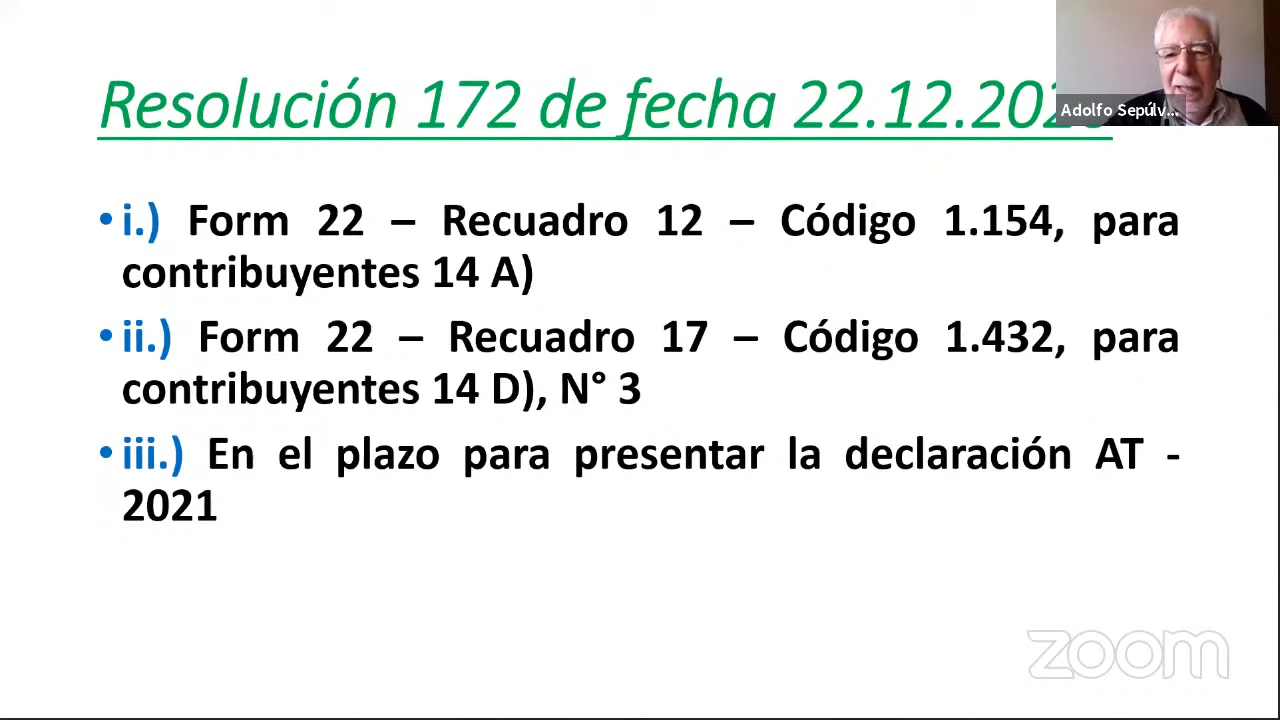 Resolución 172 de fecha 22.12.202
Adolfo Sepúlv...
• i.) Form 22 – Recuadro 12 – Código 1.154, para
contribuyentes 14 A)
• ii.) Form 22 – Recuadro 17 – Código 1.432, para
contribuyentes 14 D), N° 3
• iii.) En el plazo para presentar la declaración AT -
2021
zoom